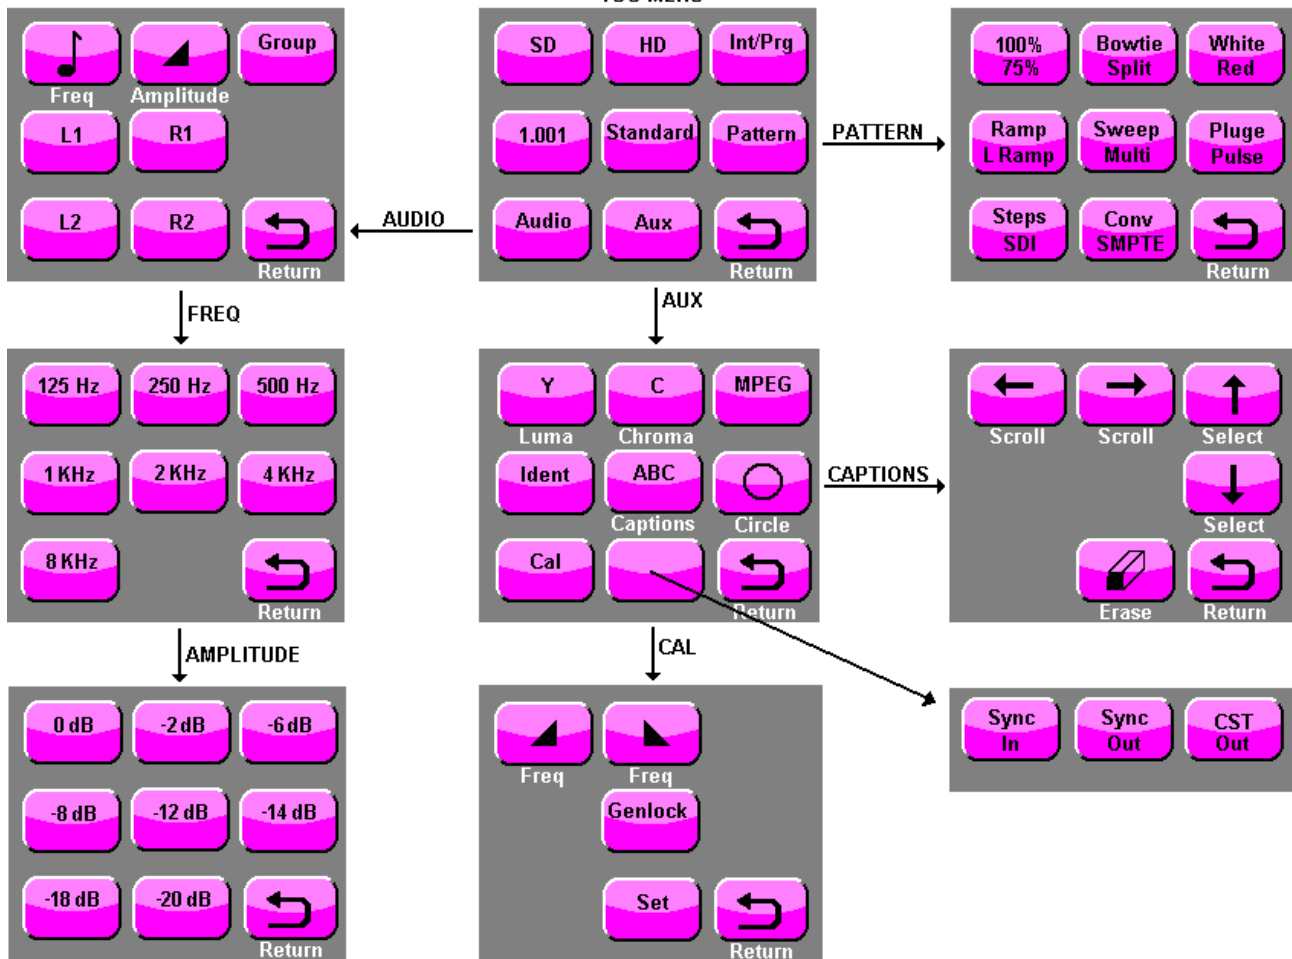 Group
Freq
Amplitude
L1
R1
L2
R2
Return
SD
HD
Int/Prg
1.001
Standard
Pattern
Audio
Aux
Return
PATTERN
100%
75%
Bowtie
Split
White
Red
Ramp
L Ramp
Sweep
Multi
Pluge
Pulse
Steps
SDI
Conv
SMPTE
Return
AUDIO
FREQ
AUX
125 Hz
250 Hz
500 Hz
1 KHz
2 KHz
4 KHz
8 KHz
Return
Y
C
MPEG
Luma
Chroma
Ident
ABC
Captions
Circle
Cal
Return
CAPTIONS
Scroll
Scroll
Select
Select
Erase
Return
AMPLITUDE
CAL
0 dB
-2 dB
-6 dB
-8 dB
-12 dB
-14 dB
-18 dB
-20 dB
Return
Freq
Freq
Genlock
Set
Return
Sync
In
Sync
Out
CST
Out